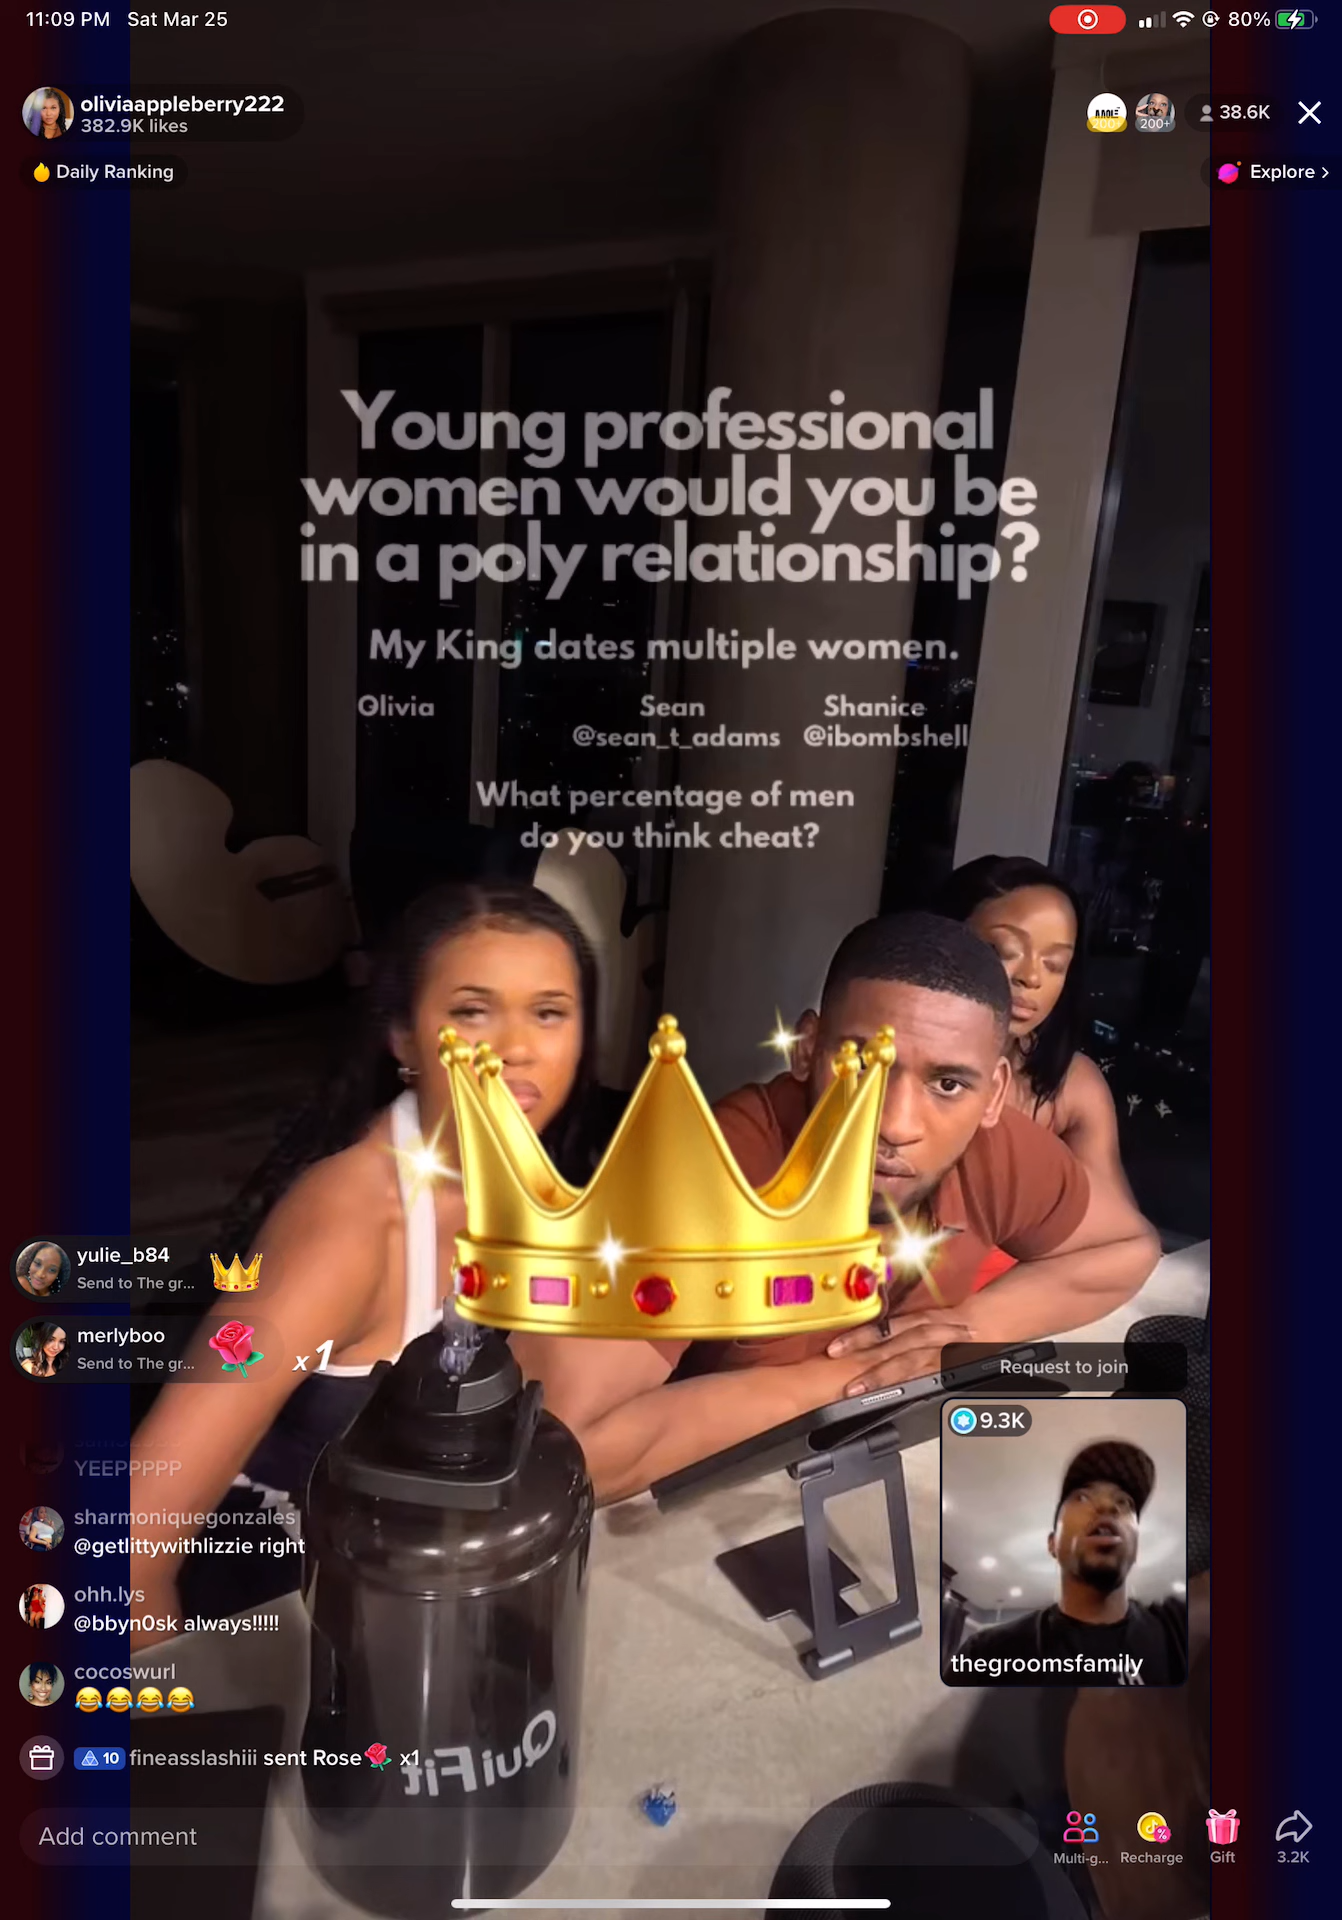 11:09 PM Sat Mar 25
80%
oliviaappleberry222
382.9K likes
200+
200+
38.6K
Daily Ranking
Explore
Young professional
women would you be
in a poly relationship?
My King dates multiple women.
Olivia Sean Shanice
@sean_t_adams @ibombshell
What percentage of men
do you think cheat?
yulie_b84
Send to The gr...
merlyboo
Send to The gr...
x1
Request to join
9.3K
thegroomsfamily
YEEPPPPP
sharmoniquegonzales
@getlittywithlizzie right
ohh.lys
@bbyn0sk always!!!!!
cocoswurl
😂😂😂😂
10 fineasslashiii sent Rose🌹 x1
QuiFit
Add comment
Multi-g...
Recharge
Gift
3.2K